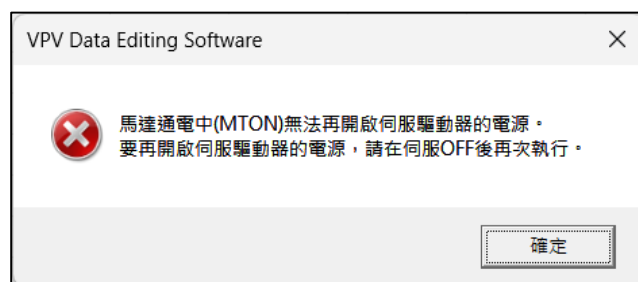 VPV Data Editing Software
馬達通電中(MTON)無法再開啟伺服驅動器的電源。
要再開啟伺服驅動器的電源，請在伺服OFF後再次執行。
確定